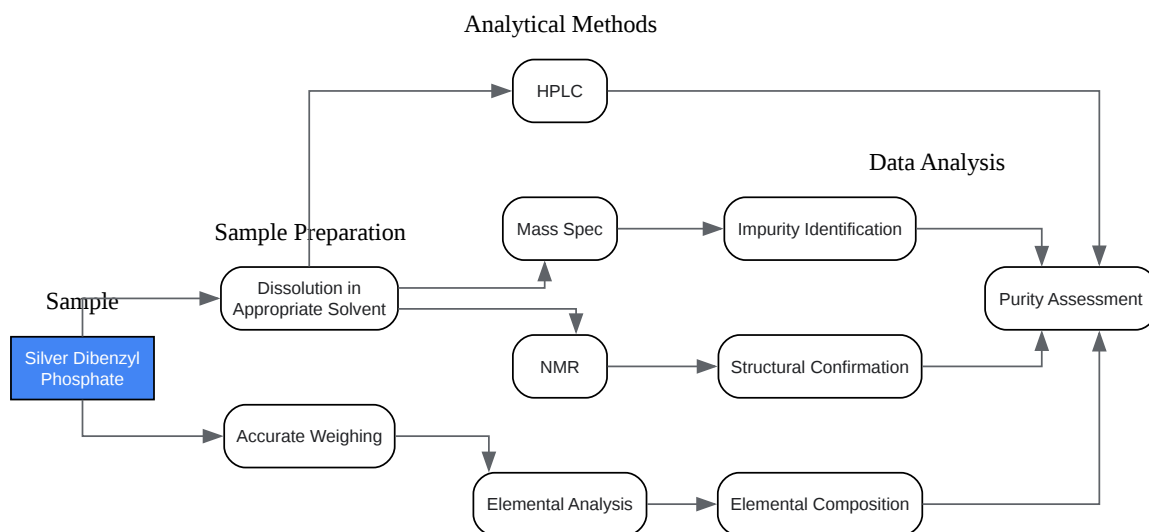 Analytical Methods
HPLC
Data Analysis
Sample Preparation
Mass Spec
Impurity Identification
Sample
Dissolution in
Appropriate Solvent
Purity Assessment
Silver Dibenzyl
Phosphate
NMR
Structural Confirmation
Accurate Weighing
Elemental Analysis
Elemental Composition